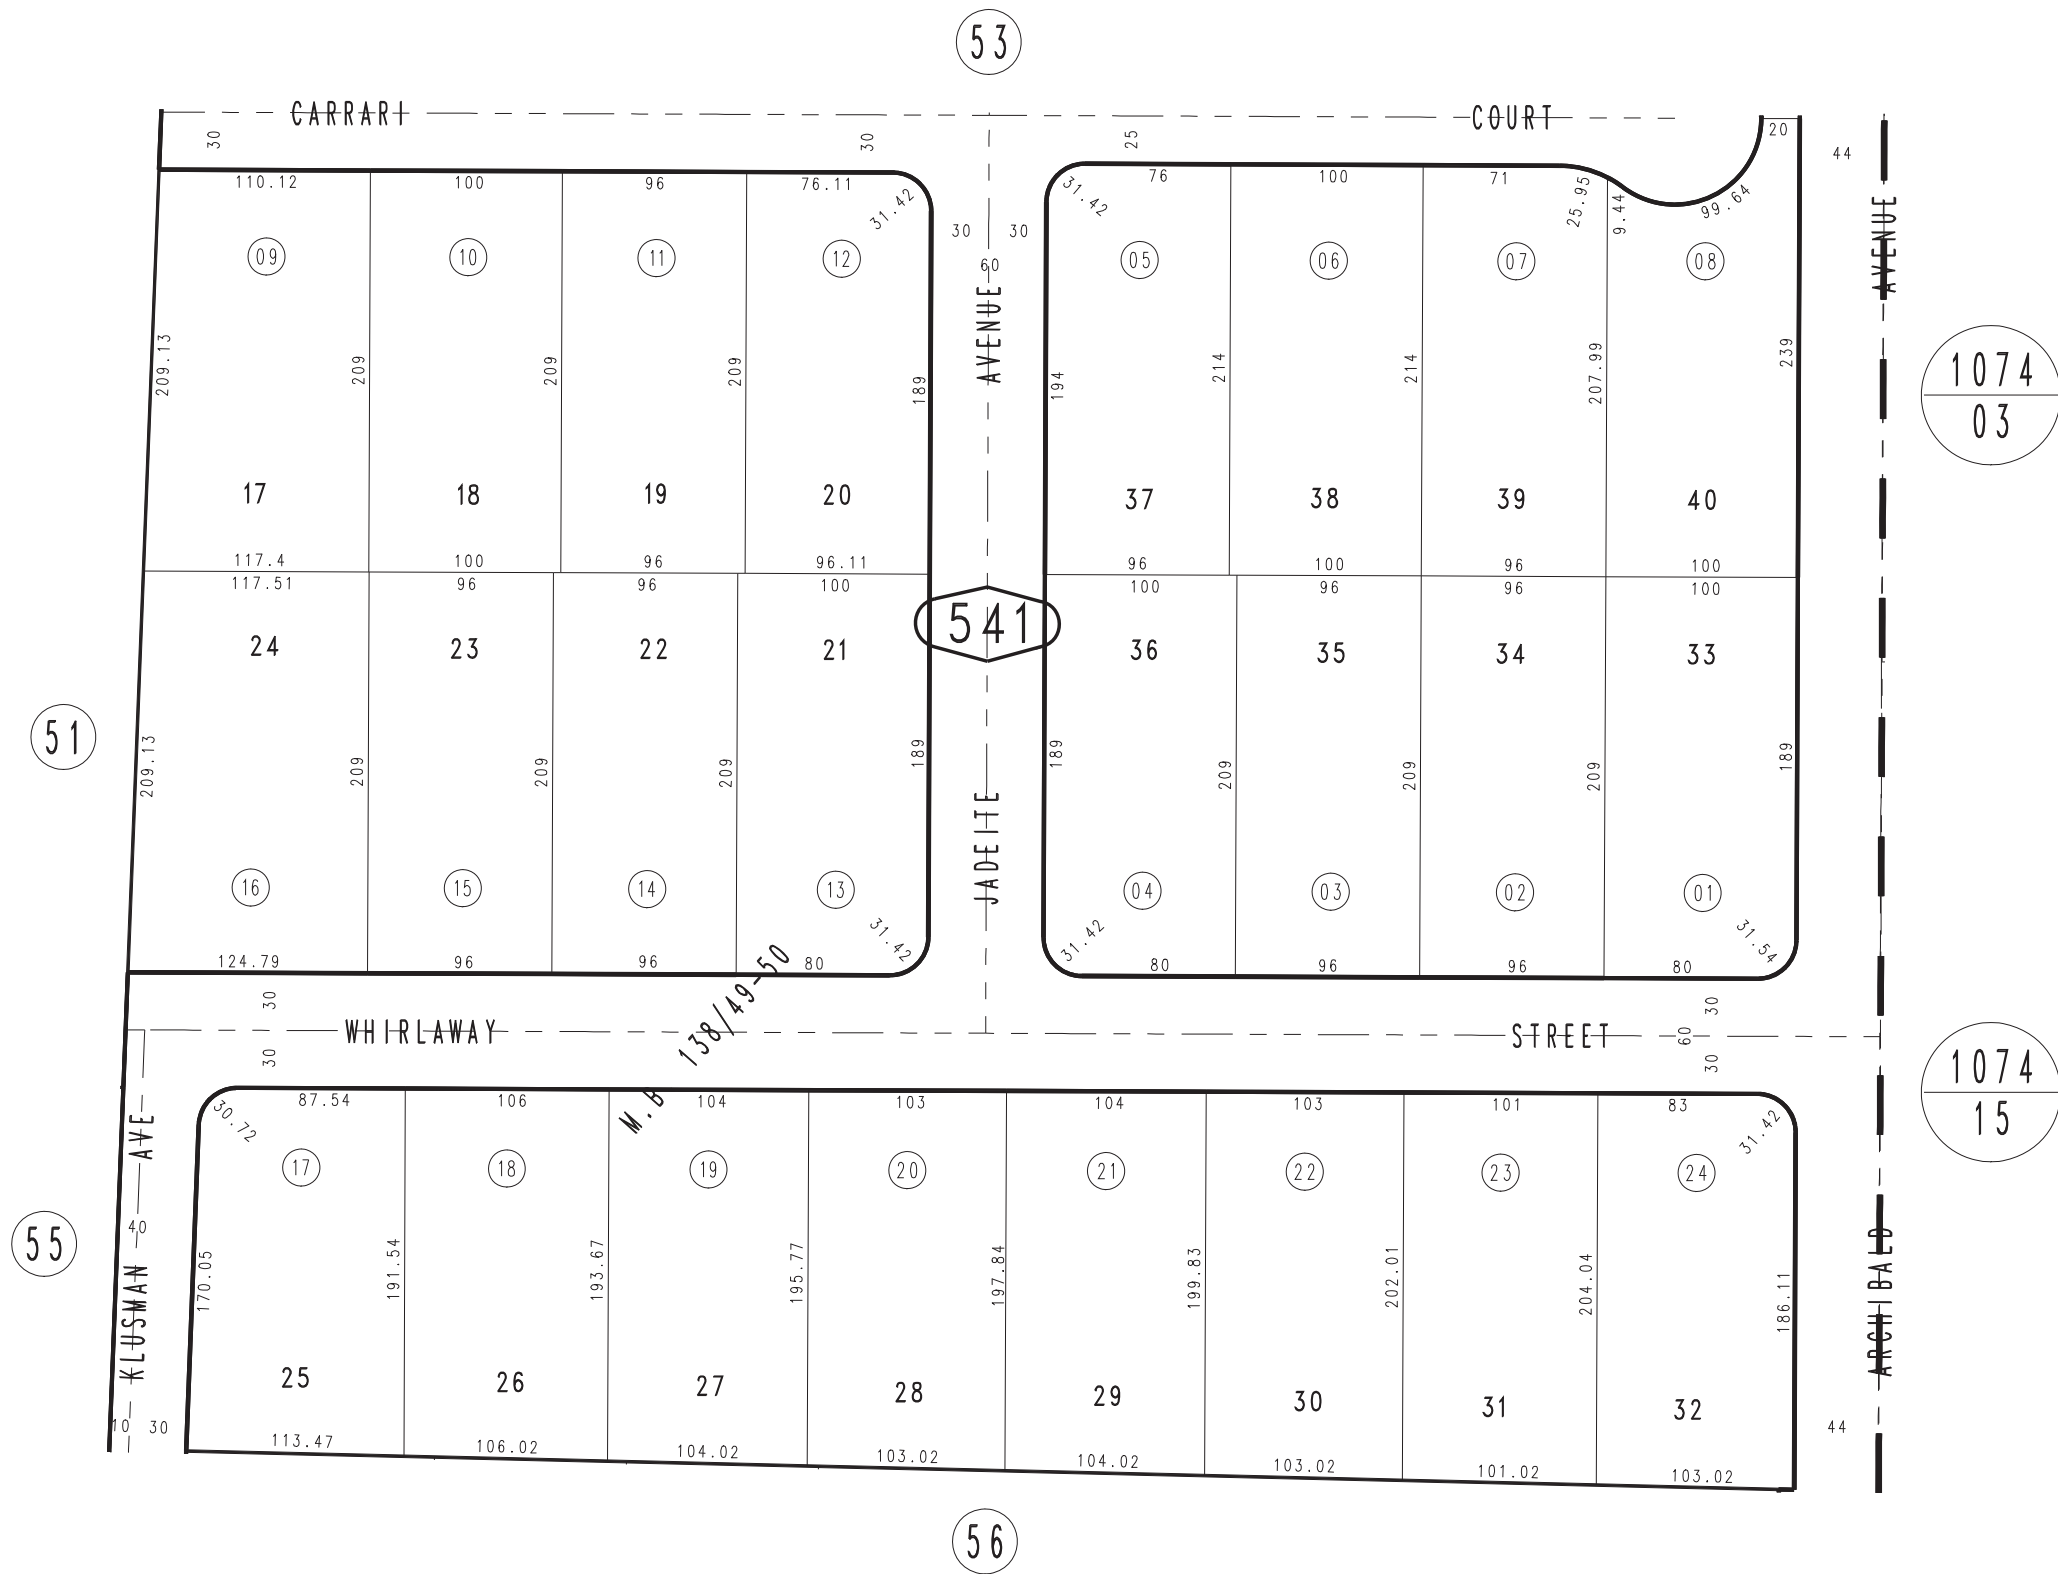 53
CARRARI COURT
30 30 25 20 44
110.12 100 96 76.11 31.42
31.42 76 100 71 25.95 9.44 99.64
AVENUE
30 30
60
09 10 11 12 05 06 07 08
AVENUE
209.13 209 209 209 189 194 214 214 207.99 239
1074
03
17 18 19 20 37 38 39 40
117.4 100 96 96.11 96 100 96 100
117.51 96 96 100 100 96 96 100
541
24 23 22 21 36 35 34 33
51
209.13 209 209 209 189 189 209 209 209 189
JADEITE
16 15 14 13 04 03 02 01
31.42 31.42 31.54
124.79 96 96 80 80 96 96 80
30 30
WHIRLAWAY STREET
60
30 30
M.B 138/49-50
1074
15
30.72 87.54 106 104 103 104 103 101 83 31.42
AVE
17 18 19 20 21 22 23 24
40
55
KLUSMAN
170.05 191.54 193.67 195.77 197.84 199.83 202.01 204.04 186.11
ARCHIBALD
25 26 27 28 29 30 31 32
10 30 44
113.47 106.02 104.02 103.02 104.02 103.02 101.02 103.02
56